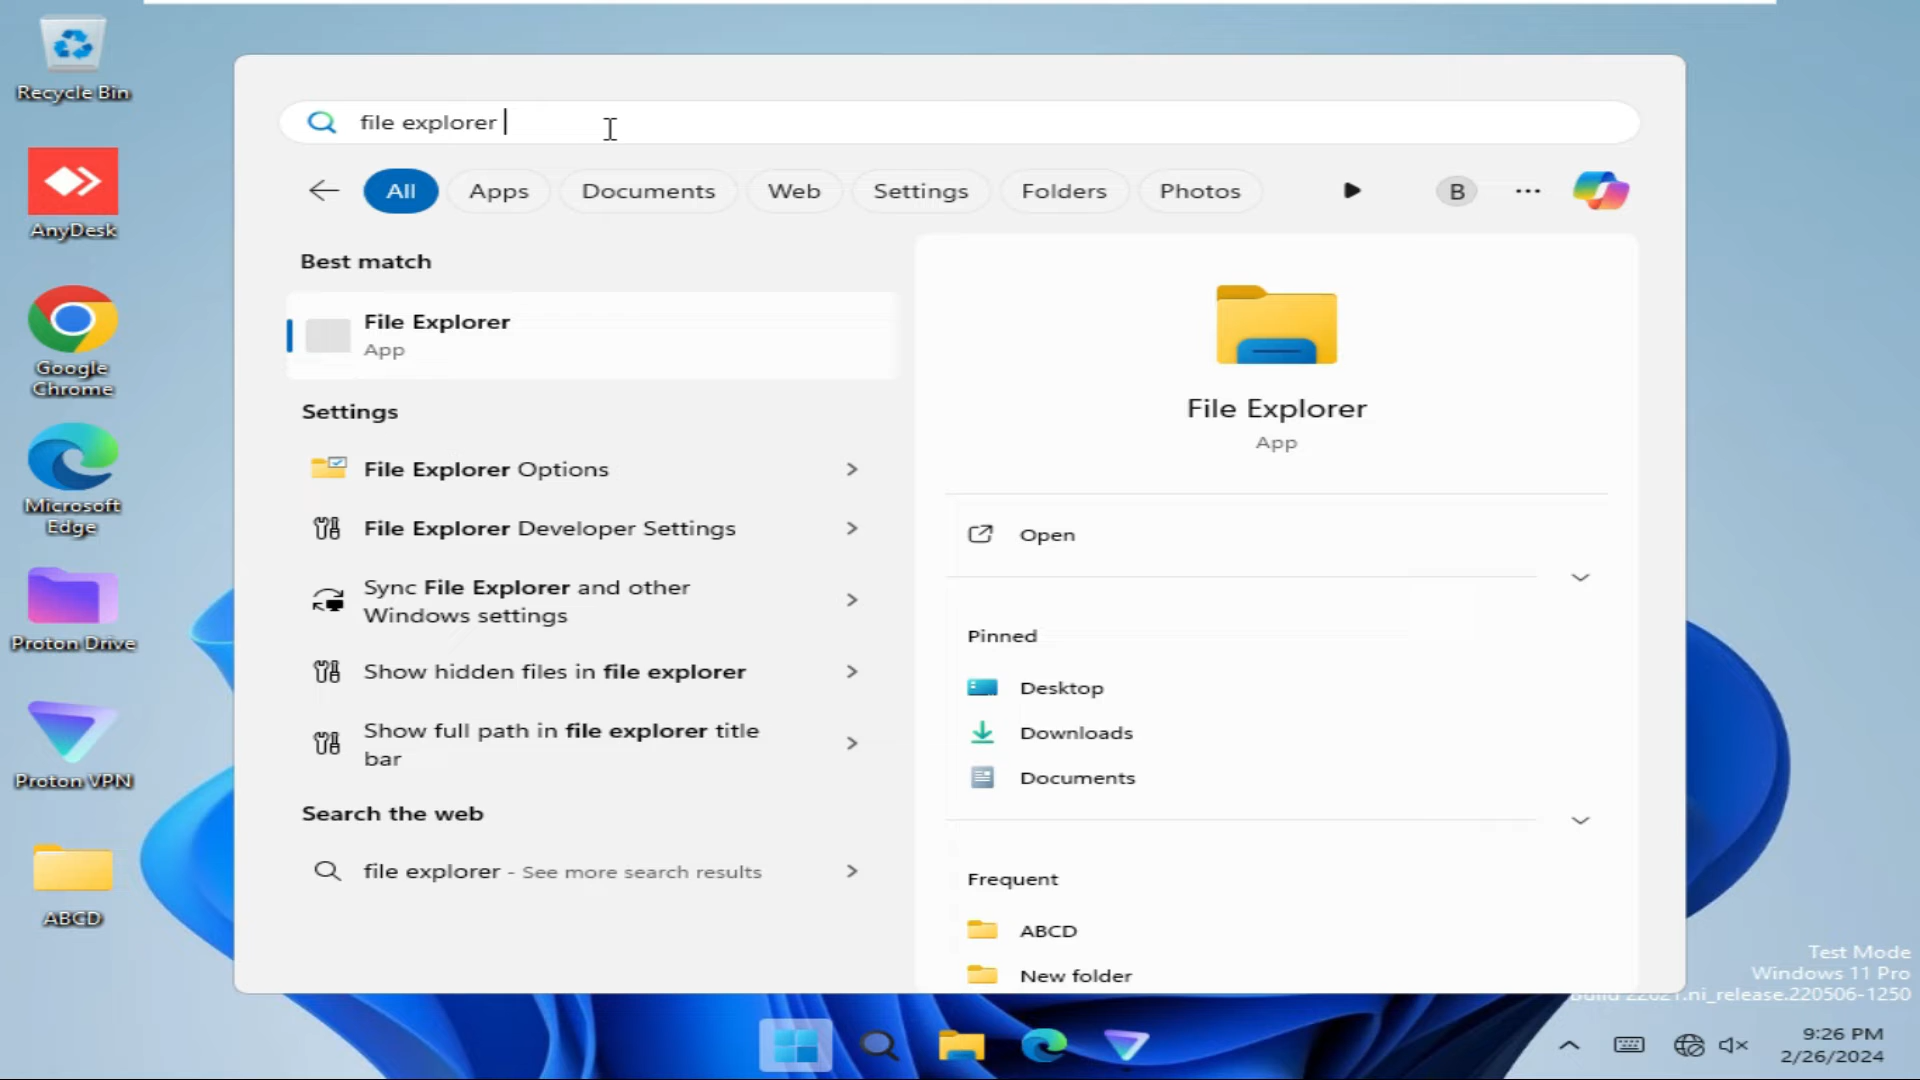 Recycle Bin
AnyDesk
Google
Chrome
Microsoft
Edge
Proton Drive
Proton VPN
ABCD
file explorer
All
Apps
Documents
Web
Settings
Folders
Photos
B
Best match
File Explorer
App
Settings
File Explorer Options
File Explorer Developer Settings
Sync File Explorer and other
Windows settings
Show hidden files in file explorer
Show full path in file explorer title
bar
Search the web
file explorer - See more search results
File Explorer
App
Open
Pinned
Desktop
Downloads
Documents
Frequent
ABCD
New folder
Test Mode
Windows 11 Pro
Build 22621.ni_release.220506-1250
9:26 PM
2/26/2024